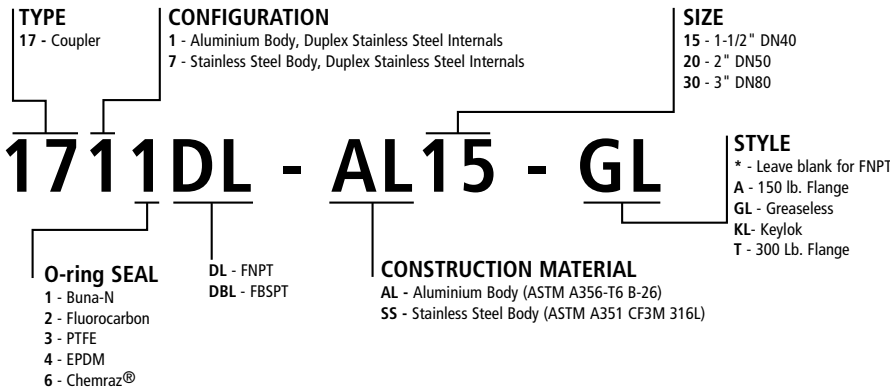 TYPE
17 - Coupler
CONFIGURATION
1 - Aluminium Body, Duplex Stainless Steel Internals
7 - Stainless Steel Body, Duplex Stainless Steel Internals
SIZE
15 - 1-1/2" DN40
20 - 2" DN50
30 - 3" DN80
1711DL - AL15 - GL
STYLE
* - Leave blank for FNPT
A - 150 lb. Flange
GL - Greaseless
KL- Keylok
T - 300 Lb. Flange
O-ring SEAL
1 - Buna-N
2 - Fluorocarbon
3 - PTFE
4 - EPDM
6 - Chemraz®
DL - FNPT
DBL - FBSPT
CONSTRUCTION MATERIAL
AL - Aluminium Body (ASTM A356-T6 B-26)
SS - Stainless Steel Body (ASTM A351 CF3M 316L)